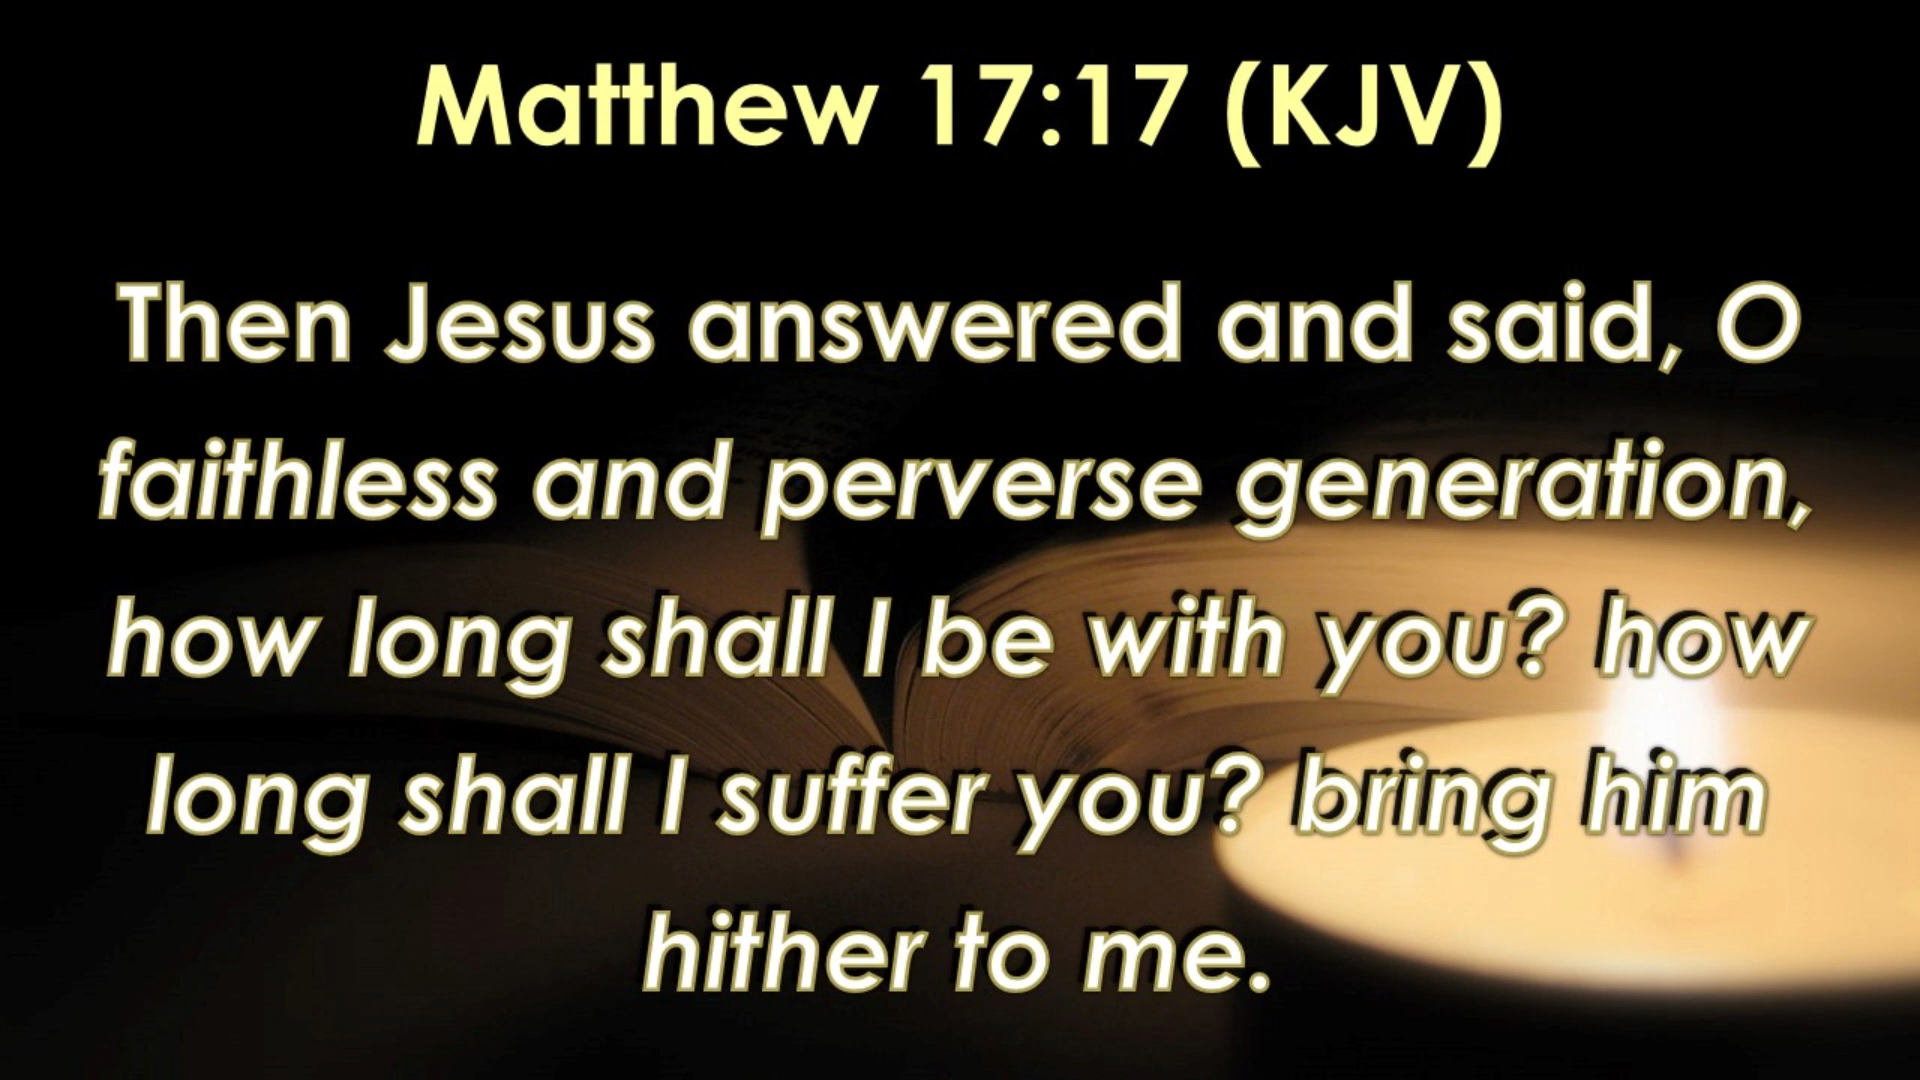 Matthew 17:17 (KJV)
Then Jesus answered and said, O
faithless and perverse generation,
how long shall I be with you? how
long shall I suffer you? bring him
hither to me.